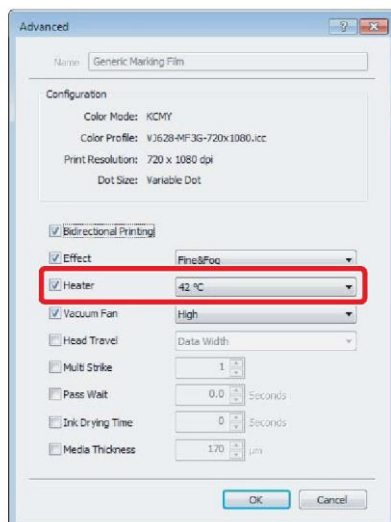 Advanced
Name: Generic Marking Film
Configuration
Color Mode: KCMY
Color Profile: VJ628-MF3G-720x1080.icc
Print Resolution: 720 x 1080 dpi
Dot Size: Variable Dot
Bidirectional Printing
Effect Fine&Fog
Heater 42 °C
Vacuum Fan High
Head Travel Data Width
Multi Strike 1
Pass Wait 0.0 Seconds
Ink Drying Time 0 Seconds
Media Thickness 170 µm
OK Cancel